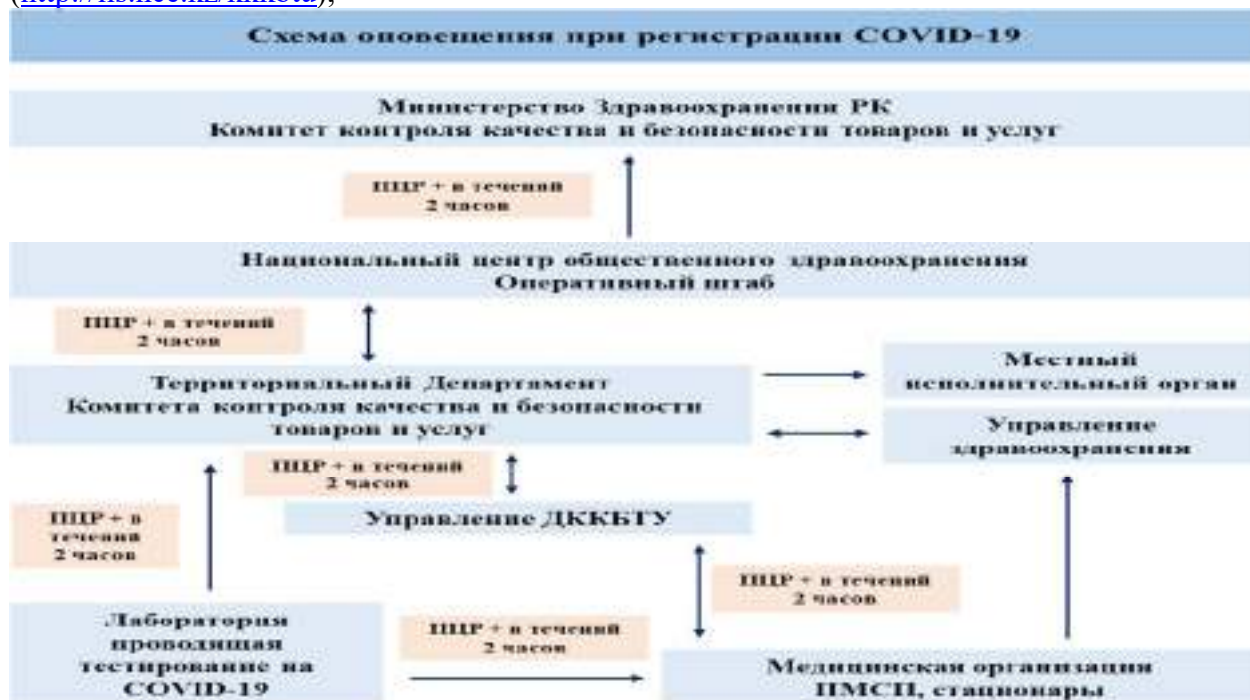 Схема оповещения при регистрации COVID-19
Министерство Здравоохранения РК
Комитет контроля качества и безопасности товаров и услуг
ПЦР + в течений
2 часов
Национальный центр общественного здравоохранения
Оперативный штаб
ПЦР + в течений
2 часов
Территориальный Департамент
Комитета контроля качества и безопасности
товаров и услуг
Местный
исполнительный орган
Управление
здравоохранения
ПЦР + в течений
2 часов
ПЦР + в
течений
2 часов
Управление ДККБТУ
ПЦР + в течений
2 часов
Лаборатория
проводящая
тестирование на
COVID-19
ПЦР + в течений
2 часов
Медицинская организация
ПМСП, стационары